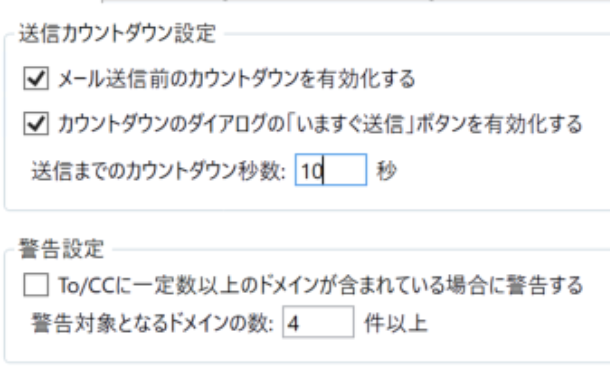 送信カウントダウン設定
メール送信前のカウントダウンを有効化する
カウントダウンのダイアログの「いますぐ送信」ボタンを有効化する
送信までのカウントダウン秒数: 10 秒
警告設定
To/CCに一定数以上のドメインが含まれている場合に警告する
警告対象となるドメインの数: 4 件以上